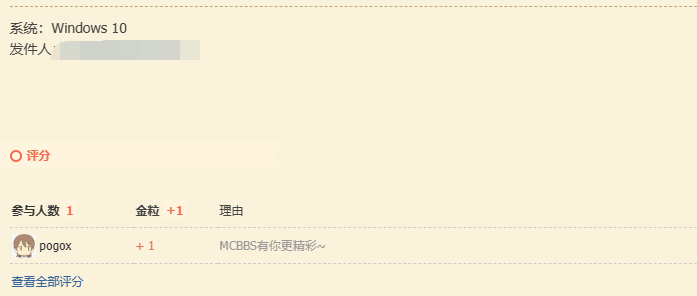 系统：Windows 10
发件人
评分
参与人数 1 金粒 +1 理由
pogox + 1 MCBBS有你更精彩~
查看全部评分